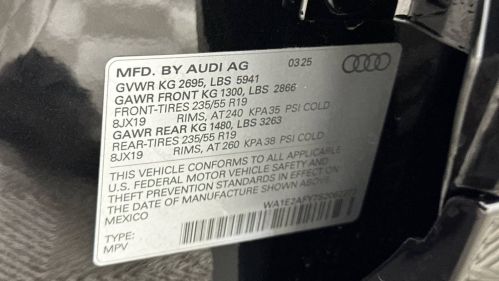 MFD. BY AUDI AG 03 25
GVWR KG 2695, LBS 5941
GAWR FRONT KG 1300, LBS 2866
FRONT-TIRES 235/55 R19
8JX19 RIMS, AT 240 KPA 35 PSI COLD
GAWR REAR KG 1480, LBS 3263
REAR-TIRES 235/55 R19
8JX19 RIMS, AT 260 KPA 38 PSI COLD
THIS VEHICLE CONFORMS TO ALL APPLICABLE
U.S. FEDERAL MOTOR VEHICLE SAFETY AND
THEFT PREVENTION STANDARDS IN EFFECT ON
THE DATE OF MANUFACTURE SHOWN ABOVE
MEXICO
TYPE:
MPV